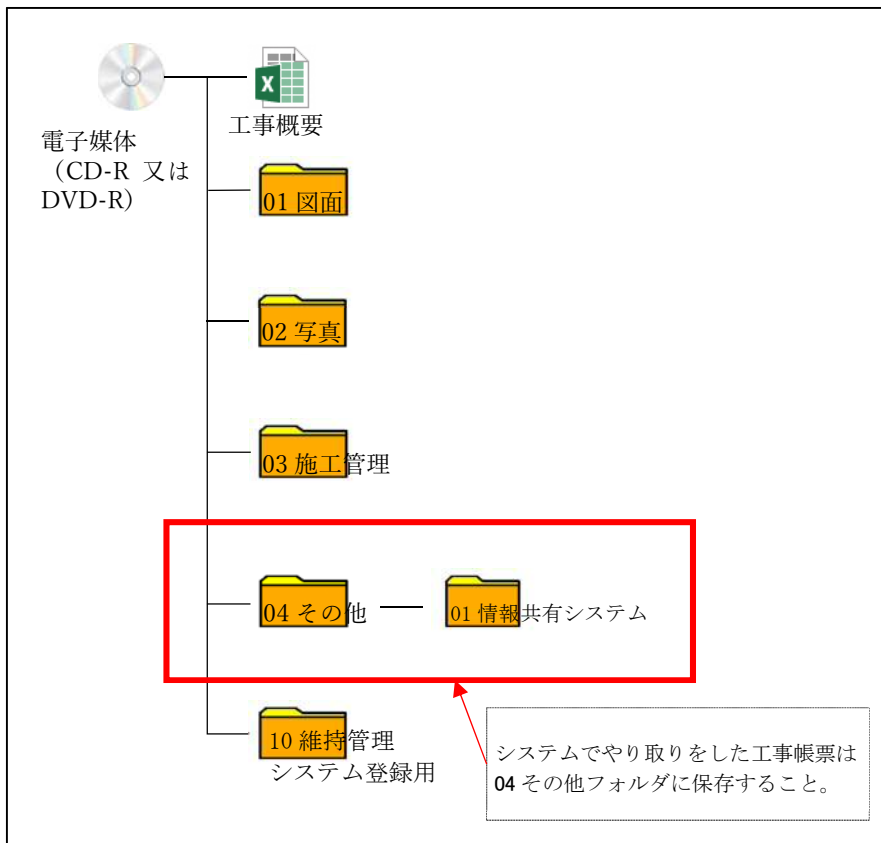 X
工事概要
電子媒体
（CD-R 又は
DVD-R）
01 図面
02 写真
03 施工管理
04 その他
01 情報共有システム
10 維持管理
システム登録用
システムでやり取りをした工事帳票は
04 その他フォルダに保存すること。